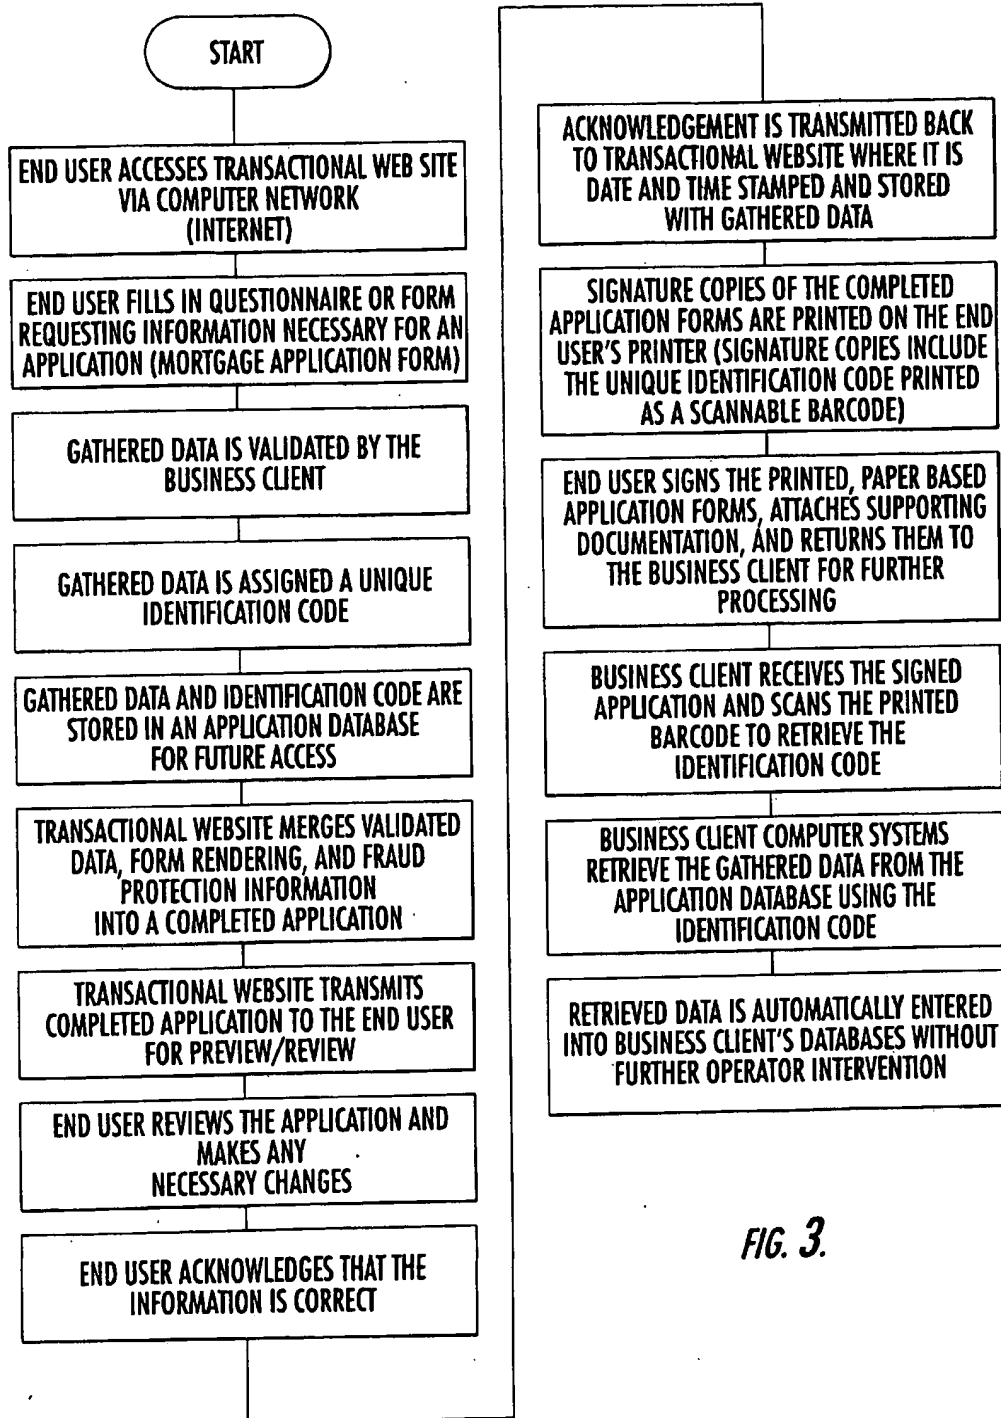 START
END USER ACCESSES TRANSACTIONAL WEB SITE
VIA COMPUTER NETWORK
(INTERNET)
END USER FILLS IN QUESTIONNAIRE OR FORM
REQUESTING INFORMATION NECESSARY FOR AN
APPLICATION (MORTGAGE APPLICATION FORM)
GATHERED DATA IS VALIDATED BY THE
BUSINESS CLIENT
GATHERED DATA IS ASSIGNED A UNIQUE
IDENTIFICATION CODE
GATHERED DATA AND IDENTIFICATION CODE ARE
STORED IN AN APPLICATION DATABASE
FOR FUTURE ACCESS
TRANSACTIONAL WEBSITE MERGES VALIDATED
DATA, FORM RENDERING, AND FRAUD
PROTECTION INFORMATION
INTO A COMPLETED APPLICATION
TRANSACTIONAL WEBSITE TRANSMITS
COMPLETED APPLICATION TO THE END USER
FOR PREVIEW/REVIEW
END USER REVIEWS THE APPLICATION AND
MAKES ANY
NECESSARY CHANGES
END USER ACKNOWLEDGES THAT THE
INFORMATION IS CORRECT
ACKNOWLEDGEMENT IS TRANSMITTED BACK
TO TRANSACTIONAL WEBSITE WHERE IT IS
DATE AND TIME STAMPED AND STORED
WITH GATHERED DATA
SIGNATURE COPIES OF THE COMPLETED
APPLICATION FORMS ARE PRINTED ON THE END
USER'S PRINTER (SIGNATURE COPIES INCLUDE
THE UNIQUE IDENTIFICATION CODE PRINTED
AS A SCANNABLE BARCODE)
END USER SIGNS THE PRINTED, PAPER BASED
APPLICATION FORMS, ATTACHES SUPPORTING
DOCUMENTATION, AND RETURNS THEM TO
THE BUSINESS CLIENT FOR FURTHER
PROCESSING
BUSINESS CLIENT RECEIVES THE SIGNED
APPLICATION AND SCANS THE PRINTED
BARCODE TO RETRIEVE THE
IDENTIFICATION CODE
BUSINESS CLIENT COMPUTER SYSTEMS
RETRIEVE THE GATHERED DATA FROM THE
APPLICATION DATABASE USING THE
IDENTIFICATION CODE
RETRIEVED DATA IS AUTOMATICALLY ENTERED
INTO BUSINESS CLIENT'S DATABASES WITHOUT
FURTHER OPERATOR INTERVENTION
FIG. 3.